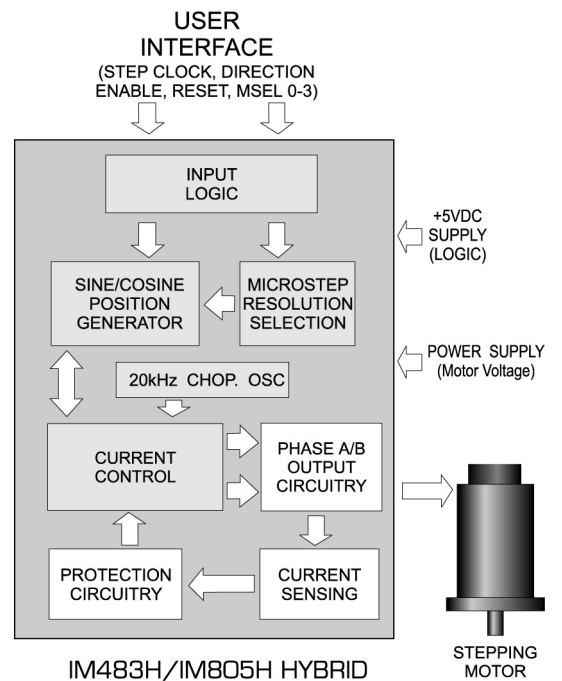 USER
INTERFACE
(STEP CLOCK, DIRECTION
ENABLE, RESET, MSEL 0-3)
INPUT
LOGIC
+5VDC
SUPPLY
(LOGIC)
SINE/COSINE
POSITION
GENERATOR
MICROSTEP
RESOLUTION
SELECTION
POWER SUPPLY
(Motor Voltage)
20kHz CHOP. OSC
CURRENT
CONTROL
PHASE A/B
OUTPUT
CIRCUITRY
PROTECTION
CIRCUITRY
CURRENT
SENSING
STEPPING
MOTOR
IM483H/IM805H HYBRID